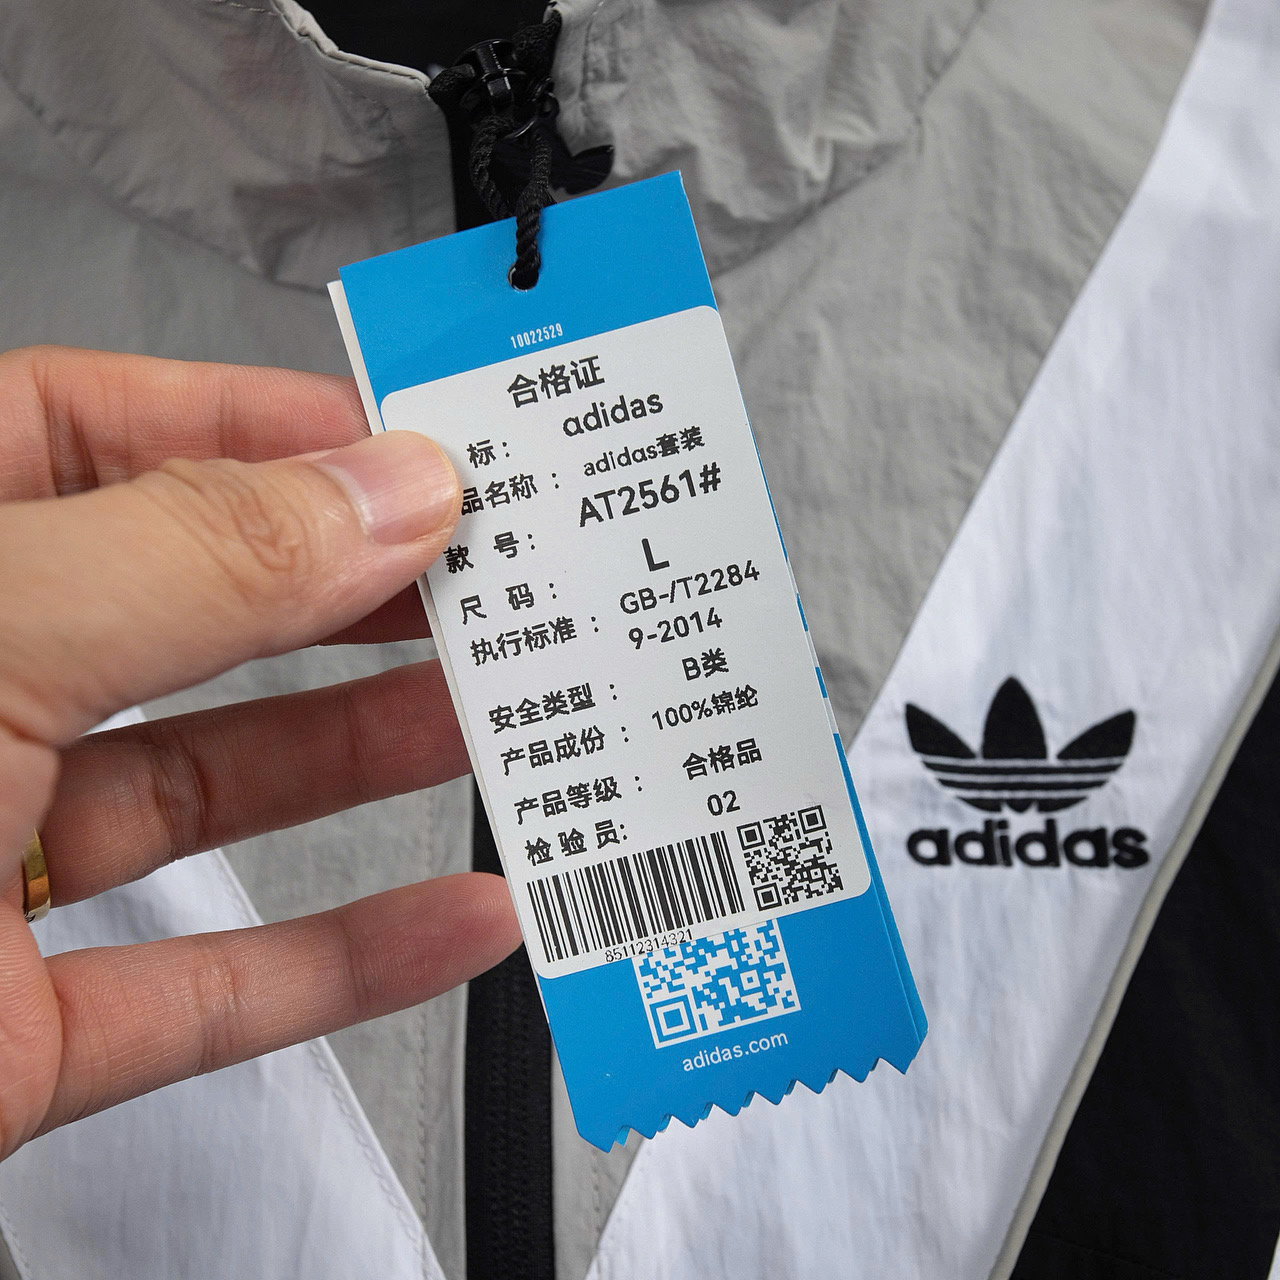 10022529
合格证
标： adidas
品名称： adidas套装
款 号： AT2561#
尺 码： L
执行标准： GB-/T2284
9-2014
安全类型： B类
产品成份： 100%锦纶
产品等级： 合格品
检 验 员: 02
85112314321
adidas.com
adidas